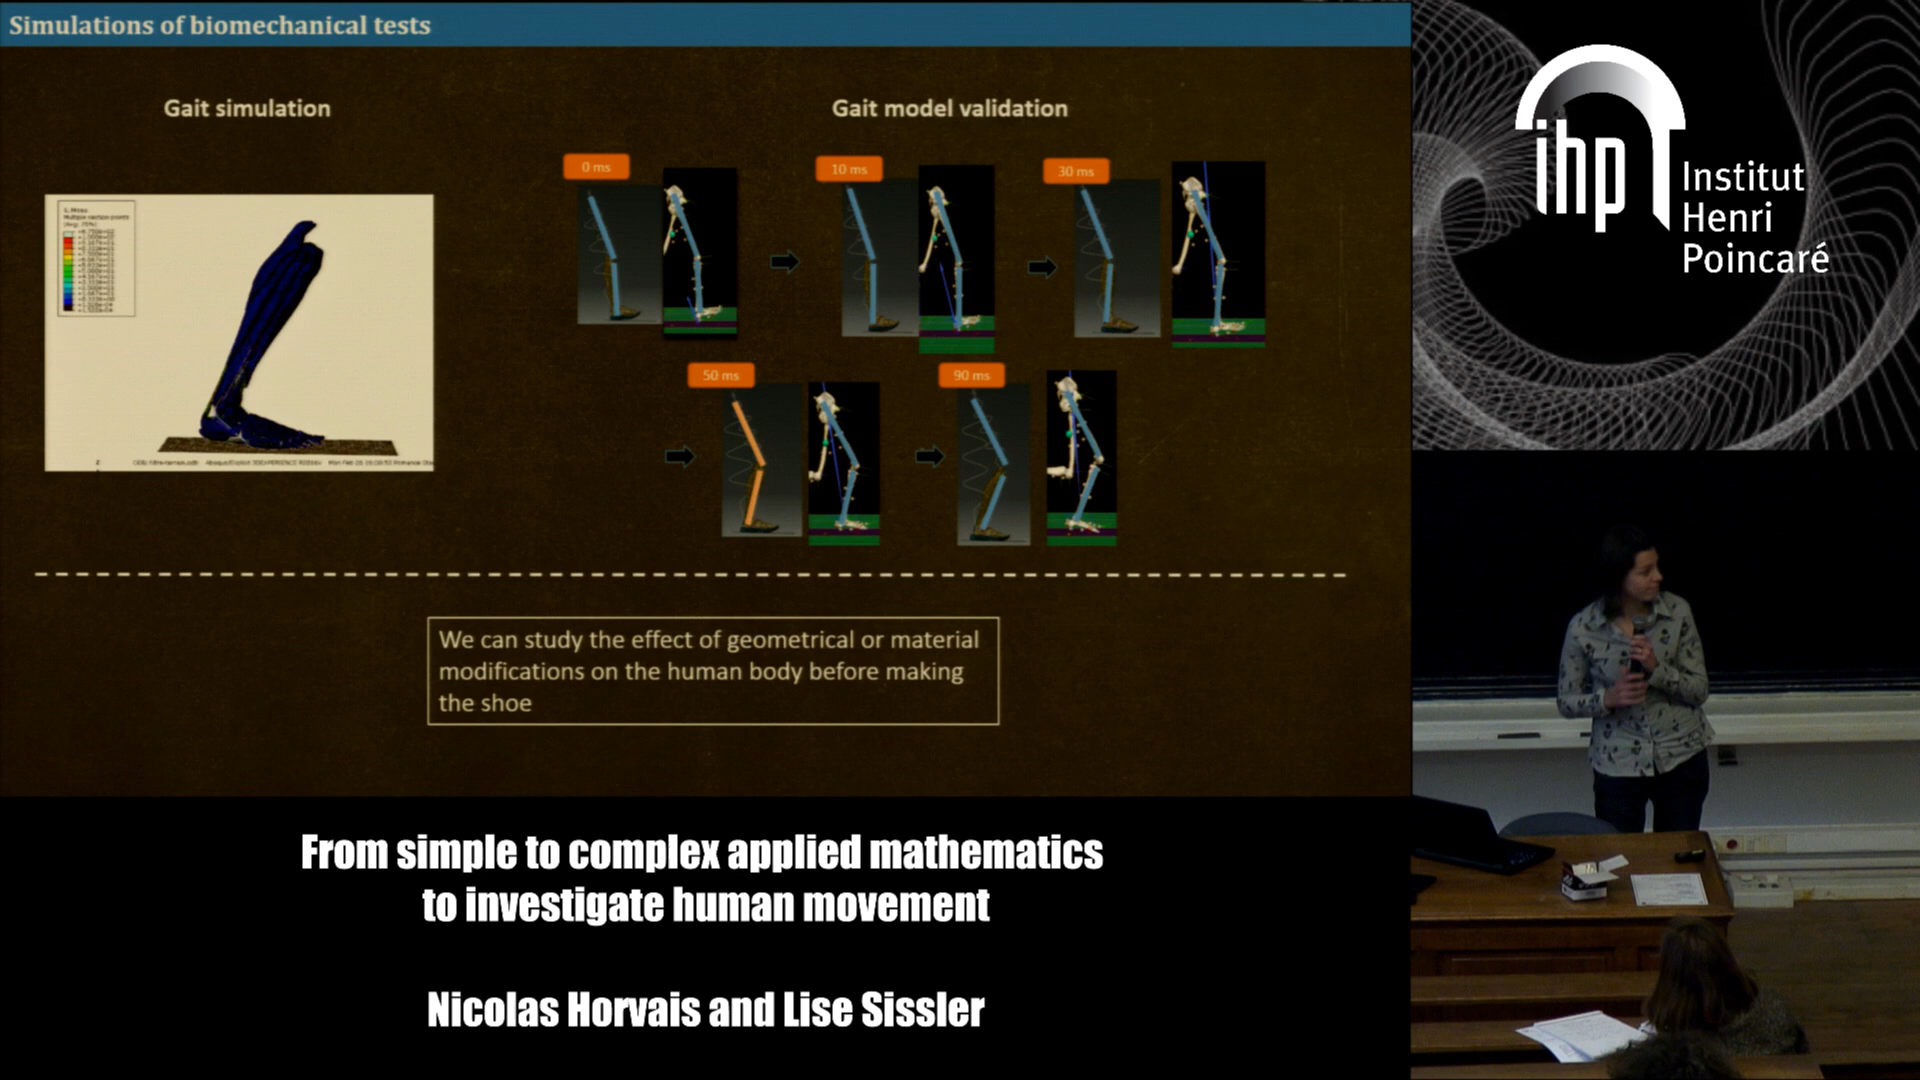 Simulations of biomechanical tests
Gait simulation
Gait model validation
0 ms
10 ms
30 ms
50 ms
90 ms
We can study the effect of geometrical or material
modifications on the human body before making
the shoe
ihp
Institut
Henri
Poincaré
From simple to complex applied mathematics
to investigate human movement
Nicolas Horvais and Lise Sissler